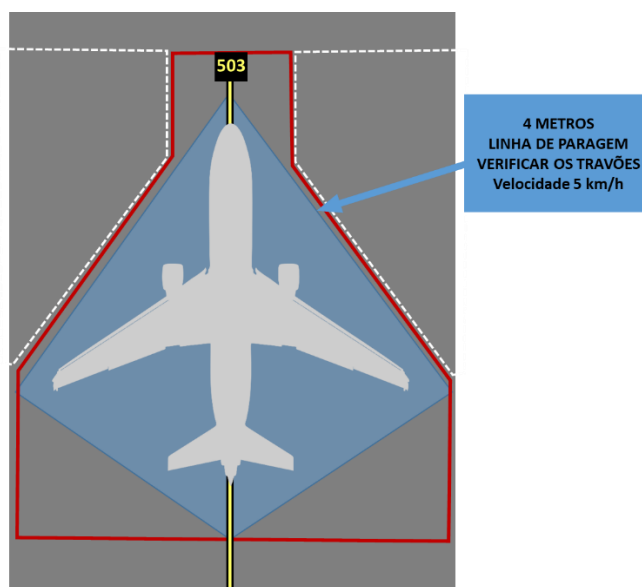 503
4 METROS
LINHA DE PARAGEM
VERIFICAR OS TRAVÕES
Velocidade 5 km/h